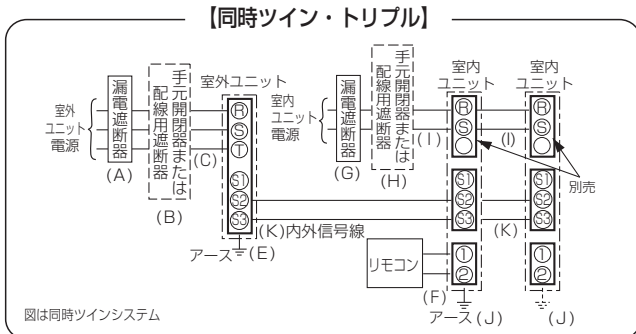 【同時ツイン・トリプル】
室外
ユニット
電源
漏電遮断器
(A)
手元開閉器または
配線用遮断器
(B)
(C)
室外ユニット
R
S
T
S1
S2
S3
アース (E)
(K)内外信号線
室内
ユニット
電源
漏電遮断器
(G)
手元開閉器または
配線用遮断器
(H)
(I)
室内
ユニット
R
S
S1
S2
S3
1
2
リモコン
(F)
アース (J)
(I)
(K)
室内
ユニット
R
S
S1
S2
S3
1
2
(J)
別売
図は同時ツインシステム